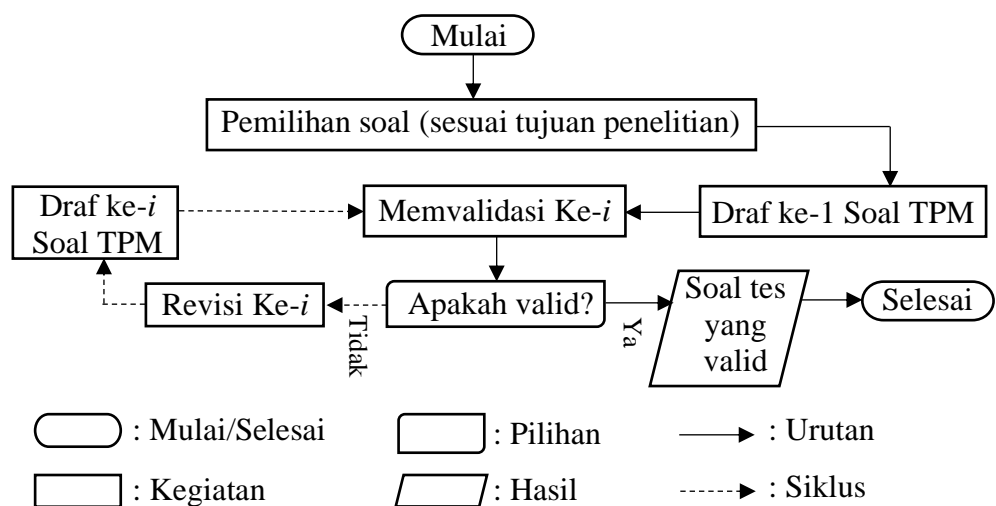 Mulai
Pemilihan soal (sesuai tujuan penelitian)
Draf ke-i
Soal TPM
Memvalidasi Ke-i
Draf ke-1 Soal TPM
Revisi Ke-i
Tidak
Apakah valid?
Ya
Soal tes
yang
valid
Selesai
: Mulai/Selesai
: Pilihan
: Urutan
: Kegiatan
: Hasil
: Siklus